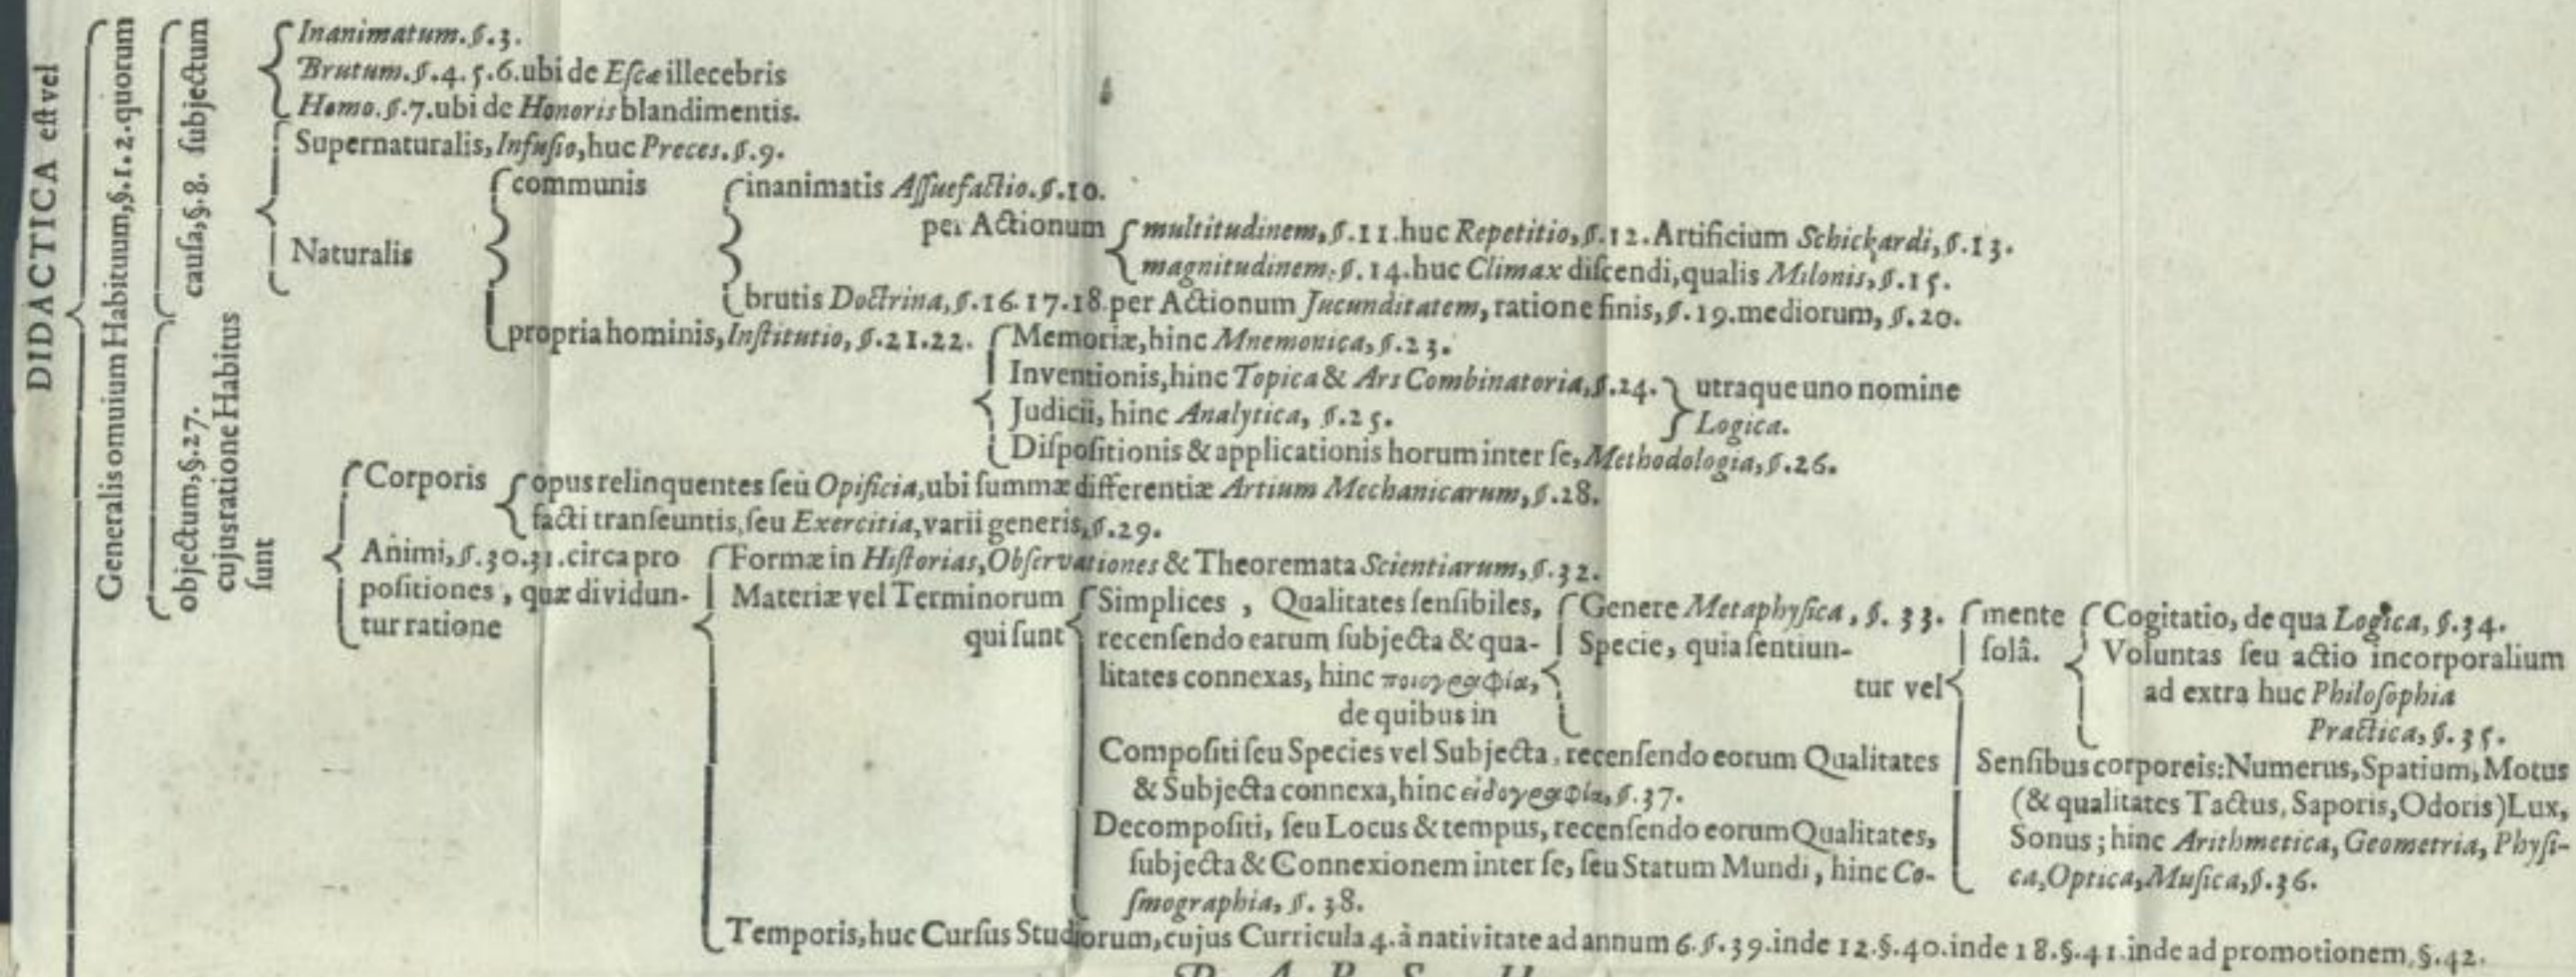 DIDACTICA eſt vel
Generalis omnium Habituum, §. 1. 2. quorum
cauſa, §. 8. ſubjectum
Inanimatum. §. 3.
Brutum. §. 4. 5. 6. ubi de Eſcæ illecebris
Homo. §. 7. ubi de Honoris blandimentis.
Supernaturalis, Infuſio, huc Preces. §. 9.
Naturalis
communis
inanimatis Aſſuefactio. §. 10.
per Actionum
multitudinem, §. 11. huc Repetitio, §. 12. Artificium Schickardi, §. 13.
magnitudinem. §. 14. huc Climax diſcendi, qualis Milonis, §. 15.
brutis Doctrina, §. 16. 17. 18. per Actionum Jucunditatem, ratione finis, §. 19. mediorum, §. 20.
propria hominis, Inſtitutio, §. 21. 22.
Memoriæ, hinc Mnemonica, §. 23.
Inventionis, hinc Topica & Ars Combinatoria, §. 24.
Judicii, hinc Analytica, §. 25.
utraque uno nomine
Logica.
Diſpoſitionis & applicationis horum inter ſe, Methodologia, §. 26.
objectum, §. 27.
cujus ratione Habitus
ſunt
Corporis
opus relinquentes ſeu Opificia, ubi ſummæ differentiæ Artium Mechanicarum, §. 28.
facti tranſeuntis, ſeu Exercitia, varii generis, §. 29.
Animi, §. 30. 31. circa pro
poſitiones, quæ dividun-
tur ratione
Formæ in Hiſtorias, Obſervationes & Theoremata Scientiarum, §. 32.
Materiæ vel Terminorum
qui ſunt
Simplices, Qualitates ſenſibiles,
recenſendo earum ſubjecta & qua-
litates connexas, hinc ποιογραφία,
de quibus in
Genere Metaphyſica, §. 33.
Specie, quia ſentiun-
tur vel
mente
ſolâ.
Cogitatio, de qua Logica, §. 34.
Voluntas ſeu actio incorporalium
ad extra huc Philoſophia
Practica, §. 35.
Senſibus corporeis: Numerus, Spatium, Motus
(& qualitates Tactus, Saporis, Odoris) Lux,
Sonus; hinc Arithmetica, Geometria, Phyſi-
ca, Optica, Muſica, §. 36.
Compoſiti ſeu Species vel Subjecta, recenſendo eorum Qualitates
& Subjecta connexa, hinc εἰδογραφία, §. 37.
Decompoſiti, ſeu Locus & tempus, recenſendo eorum Qualitates,
ſubjecta & Connexionem inter ſe, ſeu Statum Mundi, hinc Co-
ſmographia, §. 38.
Temporis, huc Curſus Studiorum, cujus Curricula 4. à nativitate ad annum 6. §. 39. inde 12. §. 40. inde 18. §. 41. inde ad promotionem, §. 42.